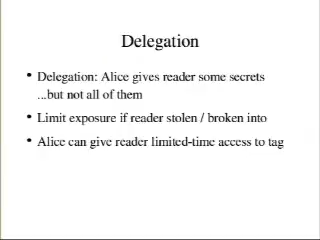 Delegation
• Delegation: Alice gives reader some secrets
...but not all of them
• Limit exposure if reader stolen / broken into
• Alice can give reader limited-time access to tag